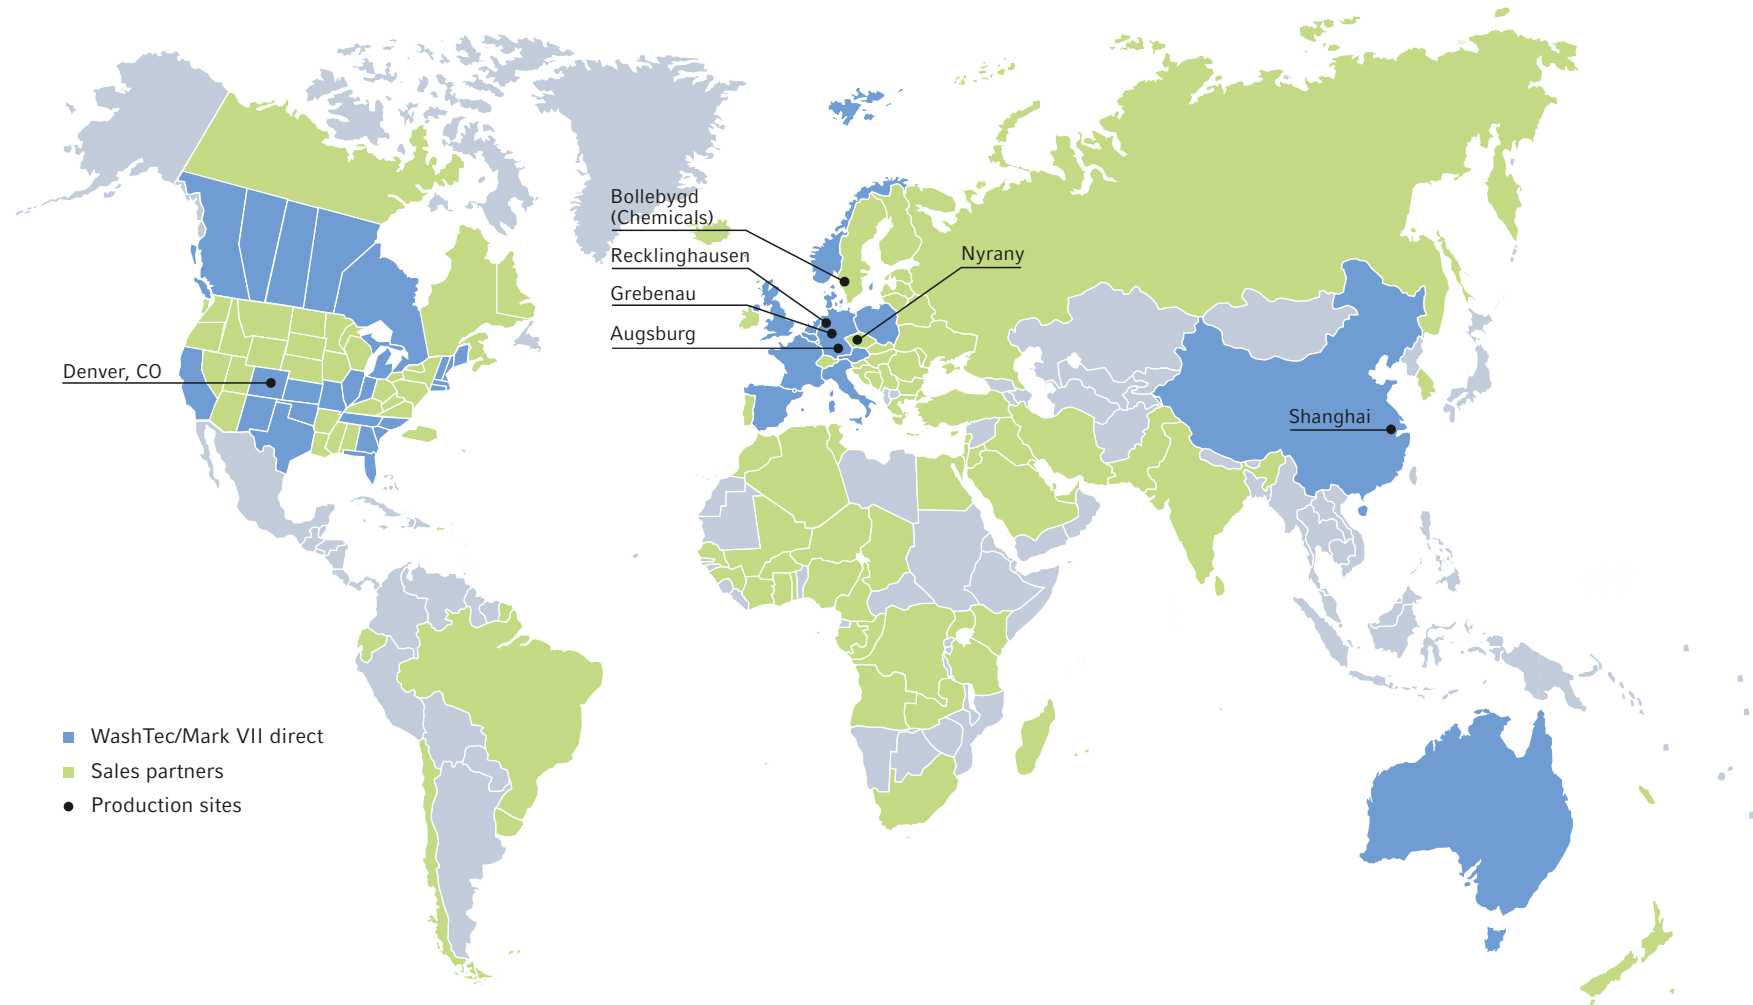 Bollebygd
(Chemicals)
Recklinghausen
Nyrany
Grebenau
Augsburg
Denver, CO
Shanghai
WashTec/Mark VII direct
Sales partners
Production sites